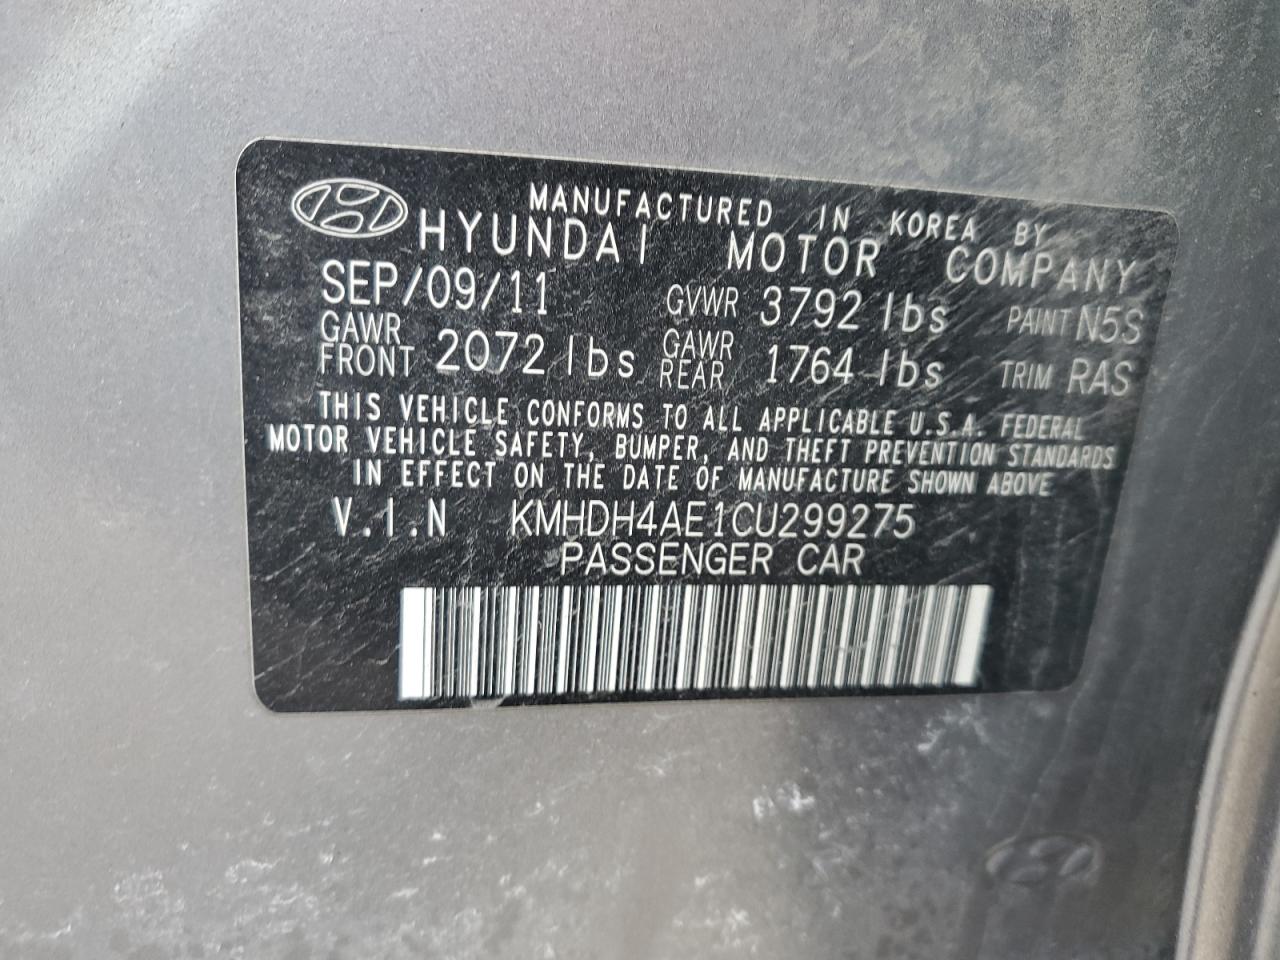 MANUFACTURED IN KOREA BY
HYUNDAI MOTOR COMPANY
SEP/09/11 GVWR 3792 lbs PAINT N5S
GAWR FRONT 2072 lbs GAWR REAR 1764 lbs TRIM RAS
THIS VEHICLE CONFORMS TO ALL APPLICABLE U.S.A. FEDERAL
MOTOR VEHICLE SAFETY, BUMPER, AND THEFT PREVENTION STANDARDS
IN EFFECT ON THE DATE OF MANUFACTURE SHOWN ABOVE
V.I.N KMHDH4AE1CU299275
PASSENGER CAR